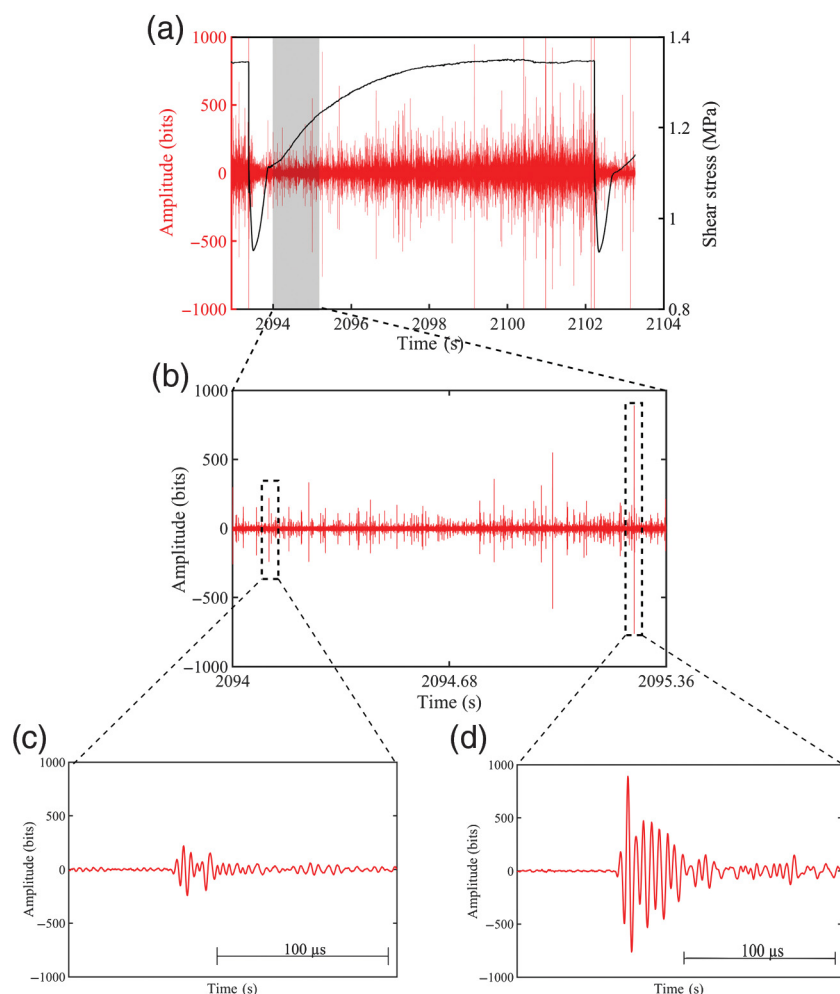 (a)
1000
500
0
−500
−1000
Amplitude (bits)
1.4
1.2
1
0.8
Shear stress (MPa)
2094 2096 2098 2100 2102 2104
Time (s)
(b)
1000
500
0
−500
−1000
Amplitude (bits)
2094 2094.68 2095.36
Time (s)
(c)
1000
500
0
−500
−1000
Amplitude (bits)
100 μs
Time (s)
(d)
1000
500
0
−500
−1000
Amplitude (bits)
100 μs
Time (s)